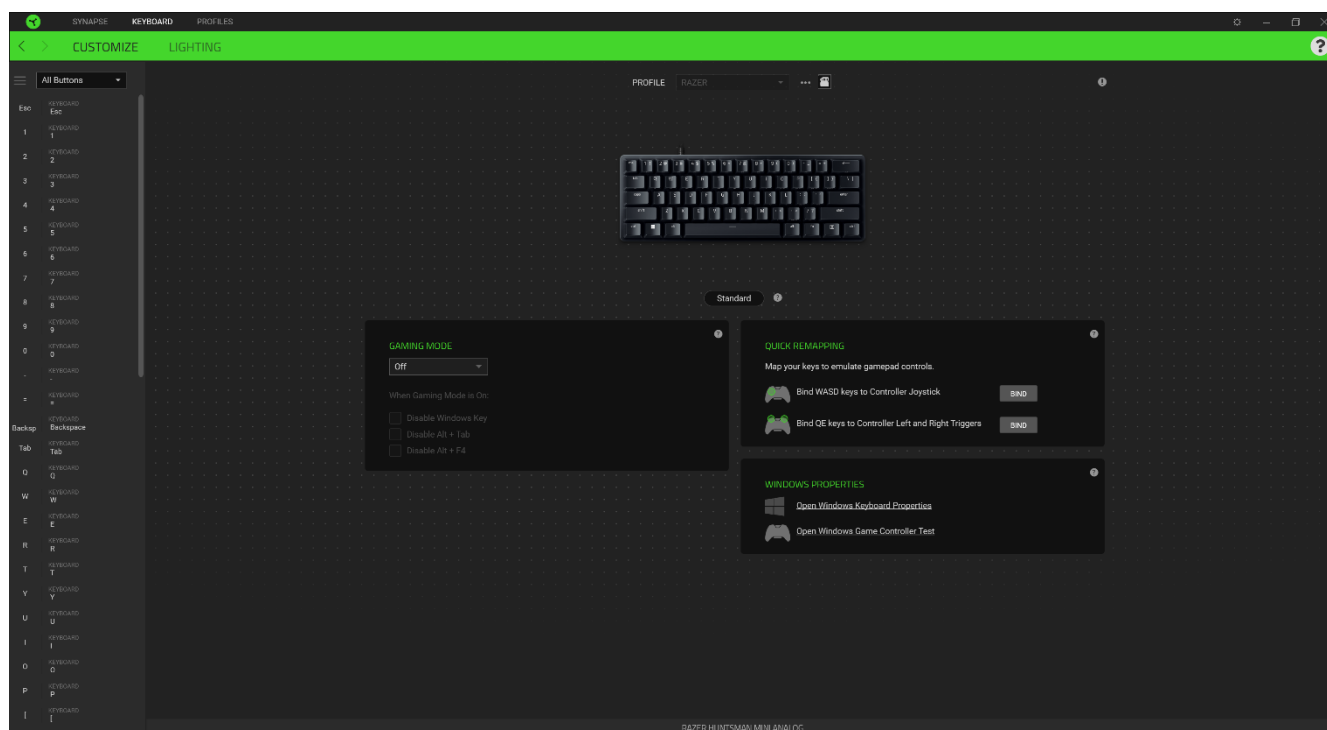 SYNAPSE KEYBOARD PROFILES
CUSTOMIZE LIGHTING
?
All Buttons
PROFILE RAZER
Esc KEYBOARD
Esc
1 KEYBOARD
1
2 KEYBOARD
2
3 KEYBOARD
3
4 KEYBOARD
4
5 KEYBOARD
5
6 KEYBOARD
6
7 KEYBOARD
7
8 KEYBOARD
8
9 KEYBOARD
9
0 KEYBOARD
0
- KEYBOARD
-
= KEYBOARD
=
Backsp KEYBOARD
Backspace
Tab KEYBOARD
Tab
Q KEYBOARD
Q
W KEYBOARD
W
E KEYBOARD
E
R KEYBOARD
R
T KEYBOARD
T
Y KEYBOARD
Y
U KEYBOARD
U
I KEYBOARD
I
O KEYBOARD
O
P KEYBOARD
P
[ KEYBOARD
[
Standard ?
GAMING MODE
Off
When Gaming Mode is On:
Disable Windows Key
Disable Alt + Tab
Disable Alt + F4
QUICK REMAPPING
Map your keys to emulate gamepad controls.
Bind WASD keys to Controller Joystick BIND
Bind QE keys to Controller Left and Right Triggers BIND
WINDOWS PROPERTIES
Open Windows Keyboard Properties
Open Windows Game Controller Test
RAZER HUNTSMAN MINI ANALOG